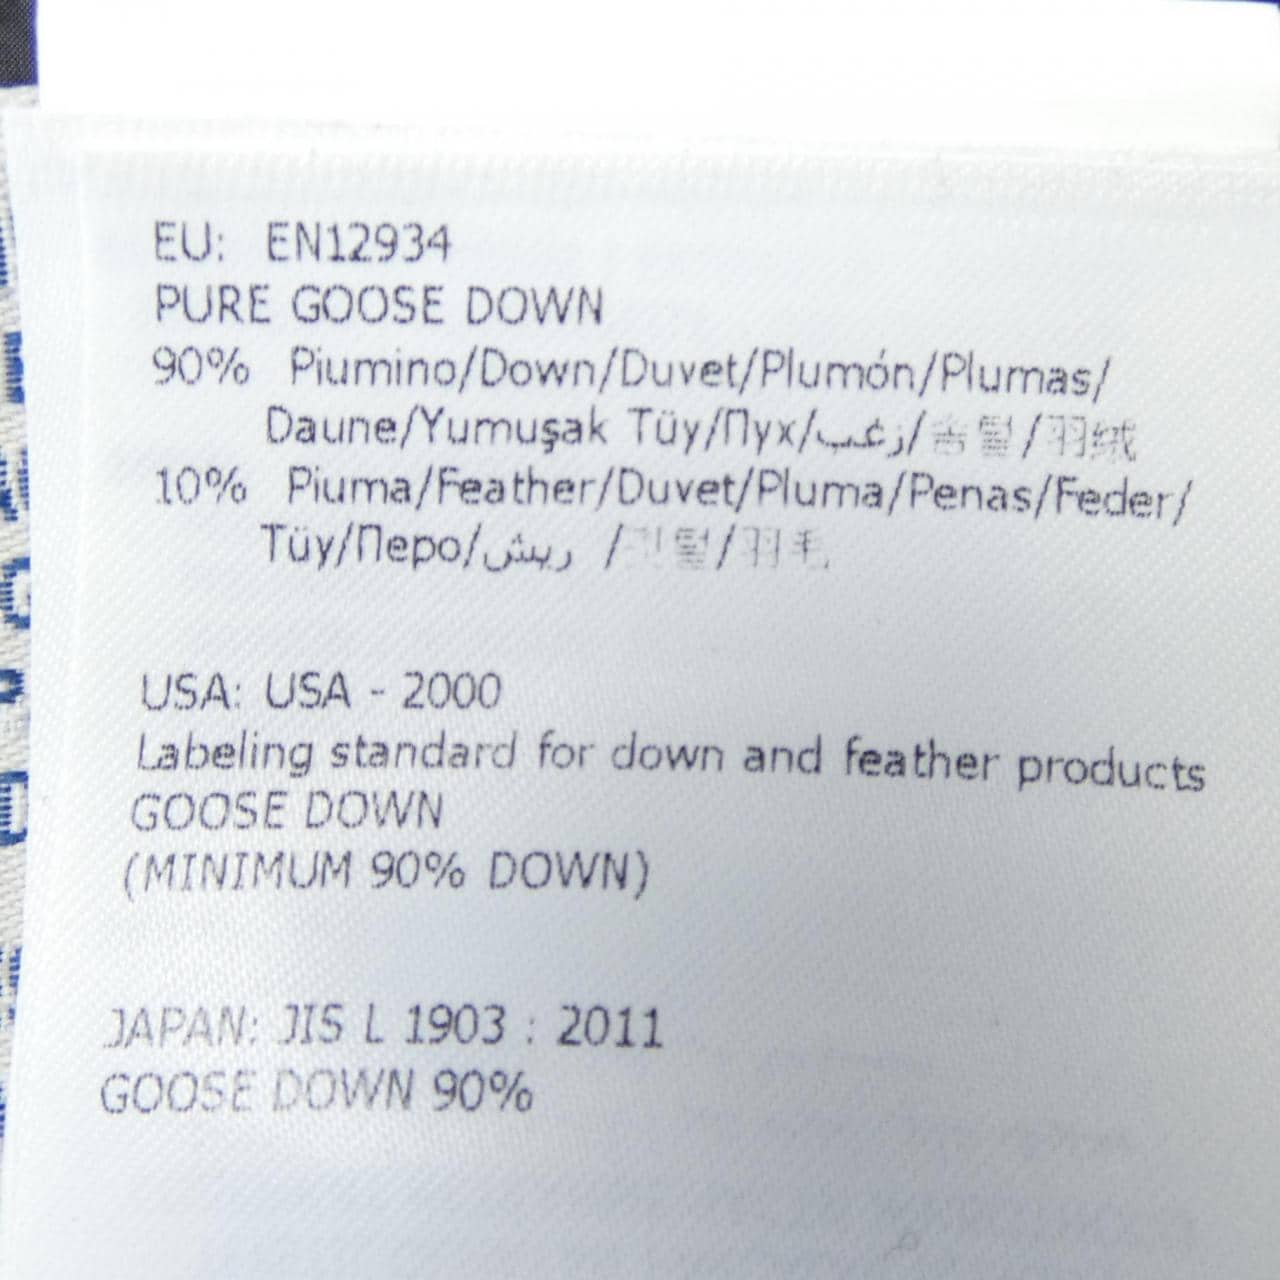 EU: EN12934
PURE GOOSE DOWN
90% Piumino/Down/Duvet/Plumón/Plumas/
Daune/Yumuşak Tüy/Пух/زغب/솜털/羽绒
10% Piuma/Feather/Duvet/Pluma/Penas/Feder/
Tüy/Перо/ريش /깃털/羽毛
USA: USA - 2000
Labeling standard for down and feather products
GOOSE DOWN
(MINIMUM 90% DOWN)
JAPAN: JIS L 1903 : 2011
GOOSE DOWN 90%